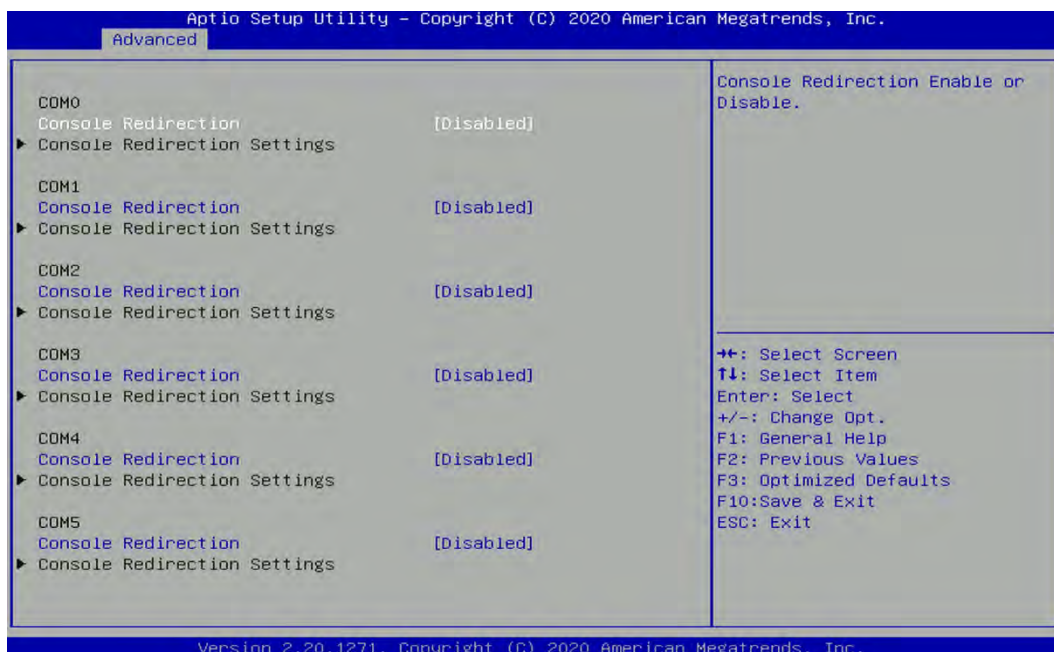 Aptio Setup Utility – Copyright (C) 2020 American Megatrends, Inc.
Advanced
COM0
Console Redirection [Disabled]
► Console Redirection Settings
COM1
Console Redirection [Disabled]
► Console Redirection Settings
COM2
Console Redirection [Disabled]
► Console Redirection Settings
COM3
Console Redirection [Disabled]
► Console Redirection Settings
COM4
Console Redirection [Disabled]
► Console Redirection Settings
COM5
Console Redirection [Disabled]
► Console Redirection Settings
Console Redirection Enable or
Disable.
→←: Select Screen
↑↓: Select Item
Enter: Select
+/-: Change Opt.
F1: General Help
F2: Previous Values
F3: Optimized Defaults
F10:Save & Exit
ESC: Exit
Version 2.20.1271. Copyright (C) 2020 American Megatrends, Inc.